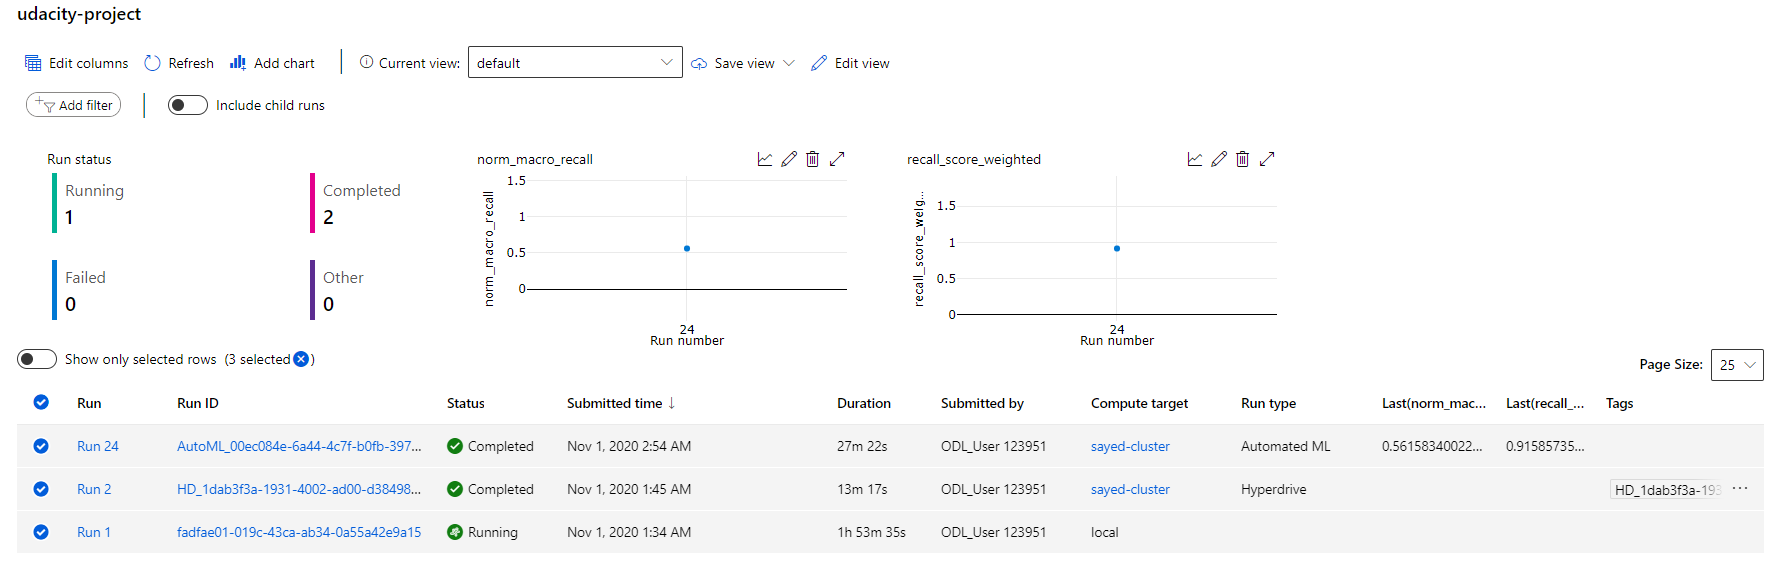 udacity-project
Edit columns Refresh Add chart Current view: default Save view Edit view
Add filter Include child runs
Run status
Running
1
Completed
2
Failed
0
Other
0
norm_macro_recall
norm_macro_recall
1.5
1
0.5
0
24
Run number
recall_score_weighted
recall_score_welg...
1.5
1
0.5
0
24
Run number
Show only selected rows (3 selected )
Page Size: 25
Run Run ID Status Submitted time ↓ Duration Submitted by Compute target Run type Last(norm_mac... Last(recall_... Tags
Run 24 AutoML_00ec084e-6a44-4c7f-b0fb-397... Completed Nov 1, 2020 2:54 AM 27m 22s ODL_User 123951 sayed-cluster Automated ML 0.56158340022... 0.91585735...
Run 2 HD_1dab3f3a-1931-4002-ad00-d38498... Completed Nov 1, 2020 1:45 AM 13m 17s ODL_User 123951 sayed-cluster Hyperdrive HD_1dab3f3a-193 ...
Run 1 fadfae01-019c-43ca-ab34-0a55a42e9a15 Running Nov 1, 2020 1:34 AM 1h 53m 35s ODL_User 123951 local